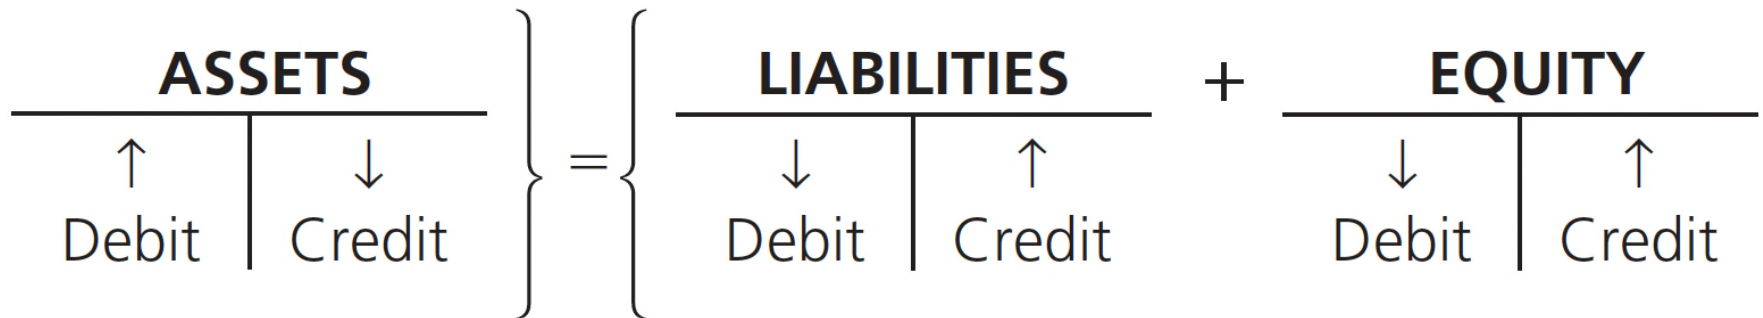 ASSETS = LIABILITIES + EQUITY
↑ ↓ ↓ ↑ ↓ ↑
Debit Credit Debit Credit Debit Credit